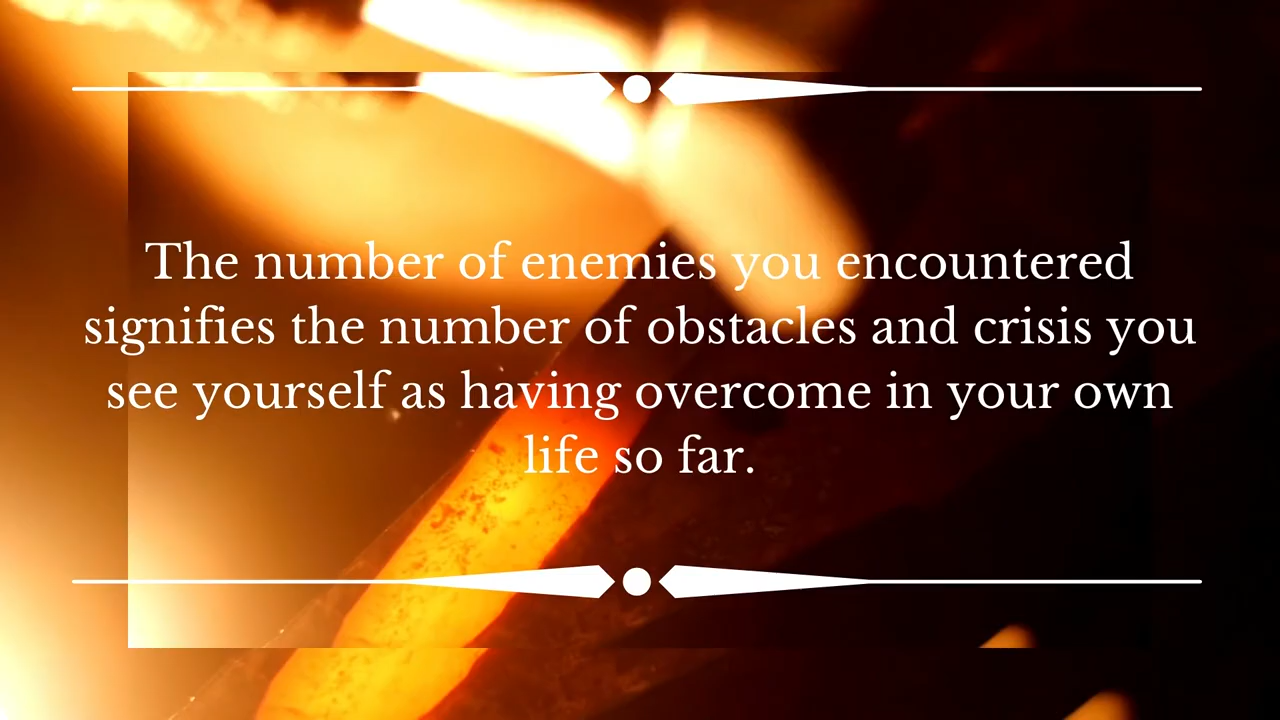 The number of enemies you encountered
signifies the number of obstacles and crisis you
see yourself as having overcome in your own
life so far.